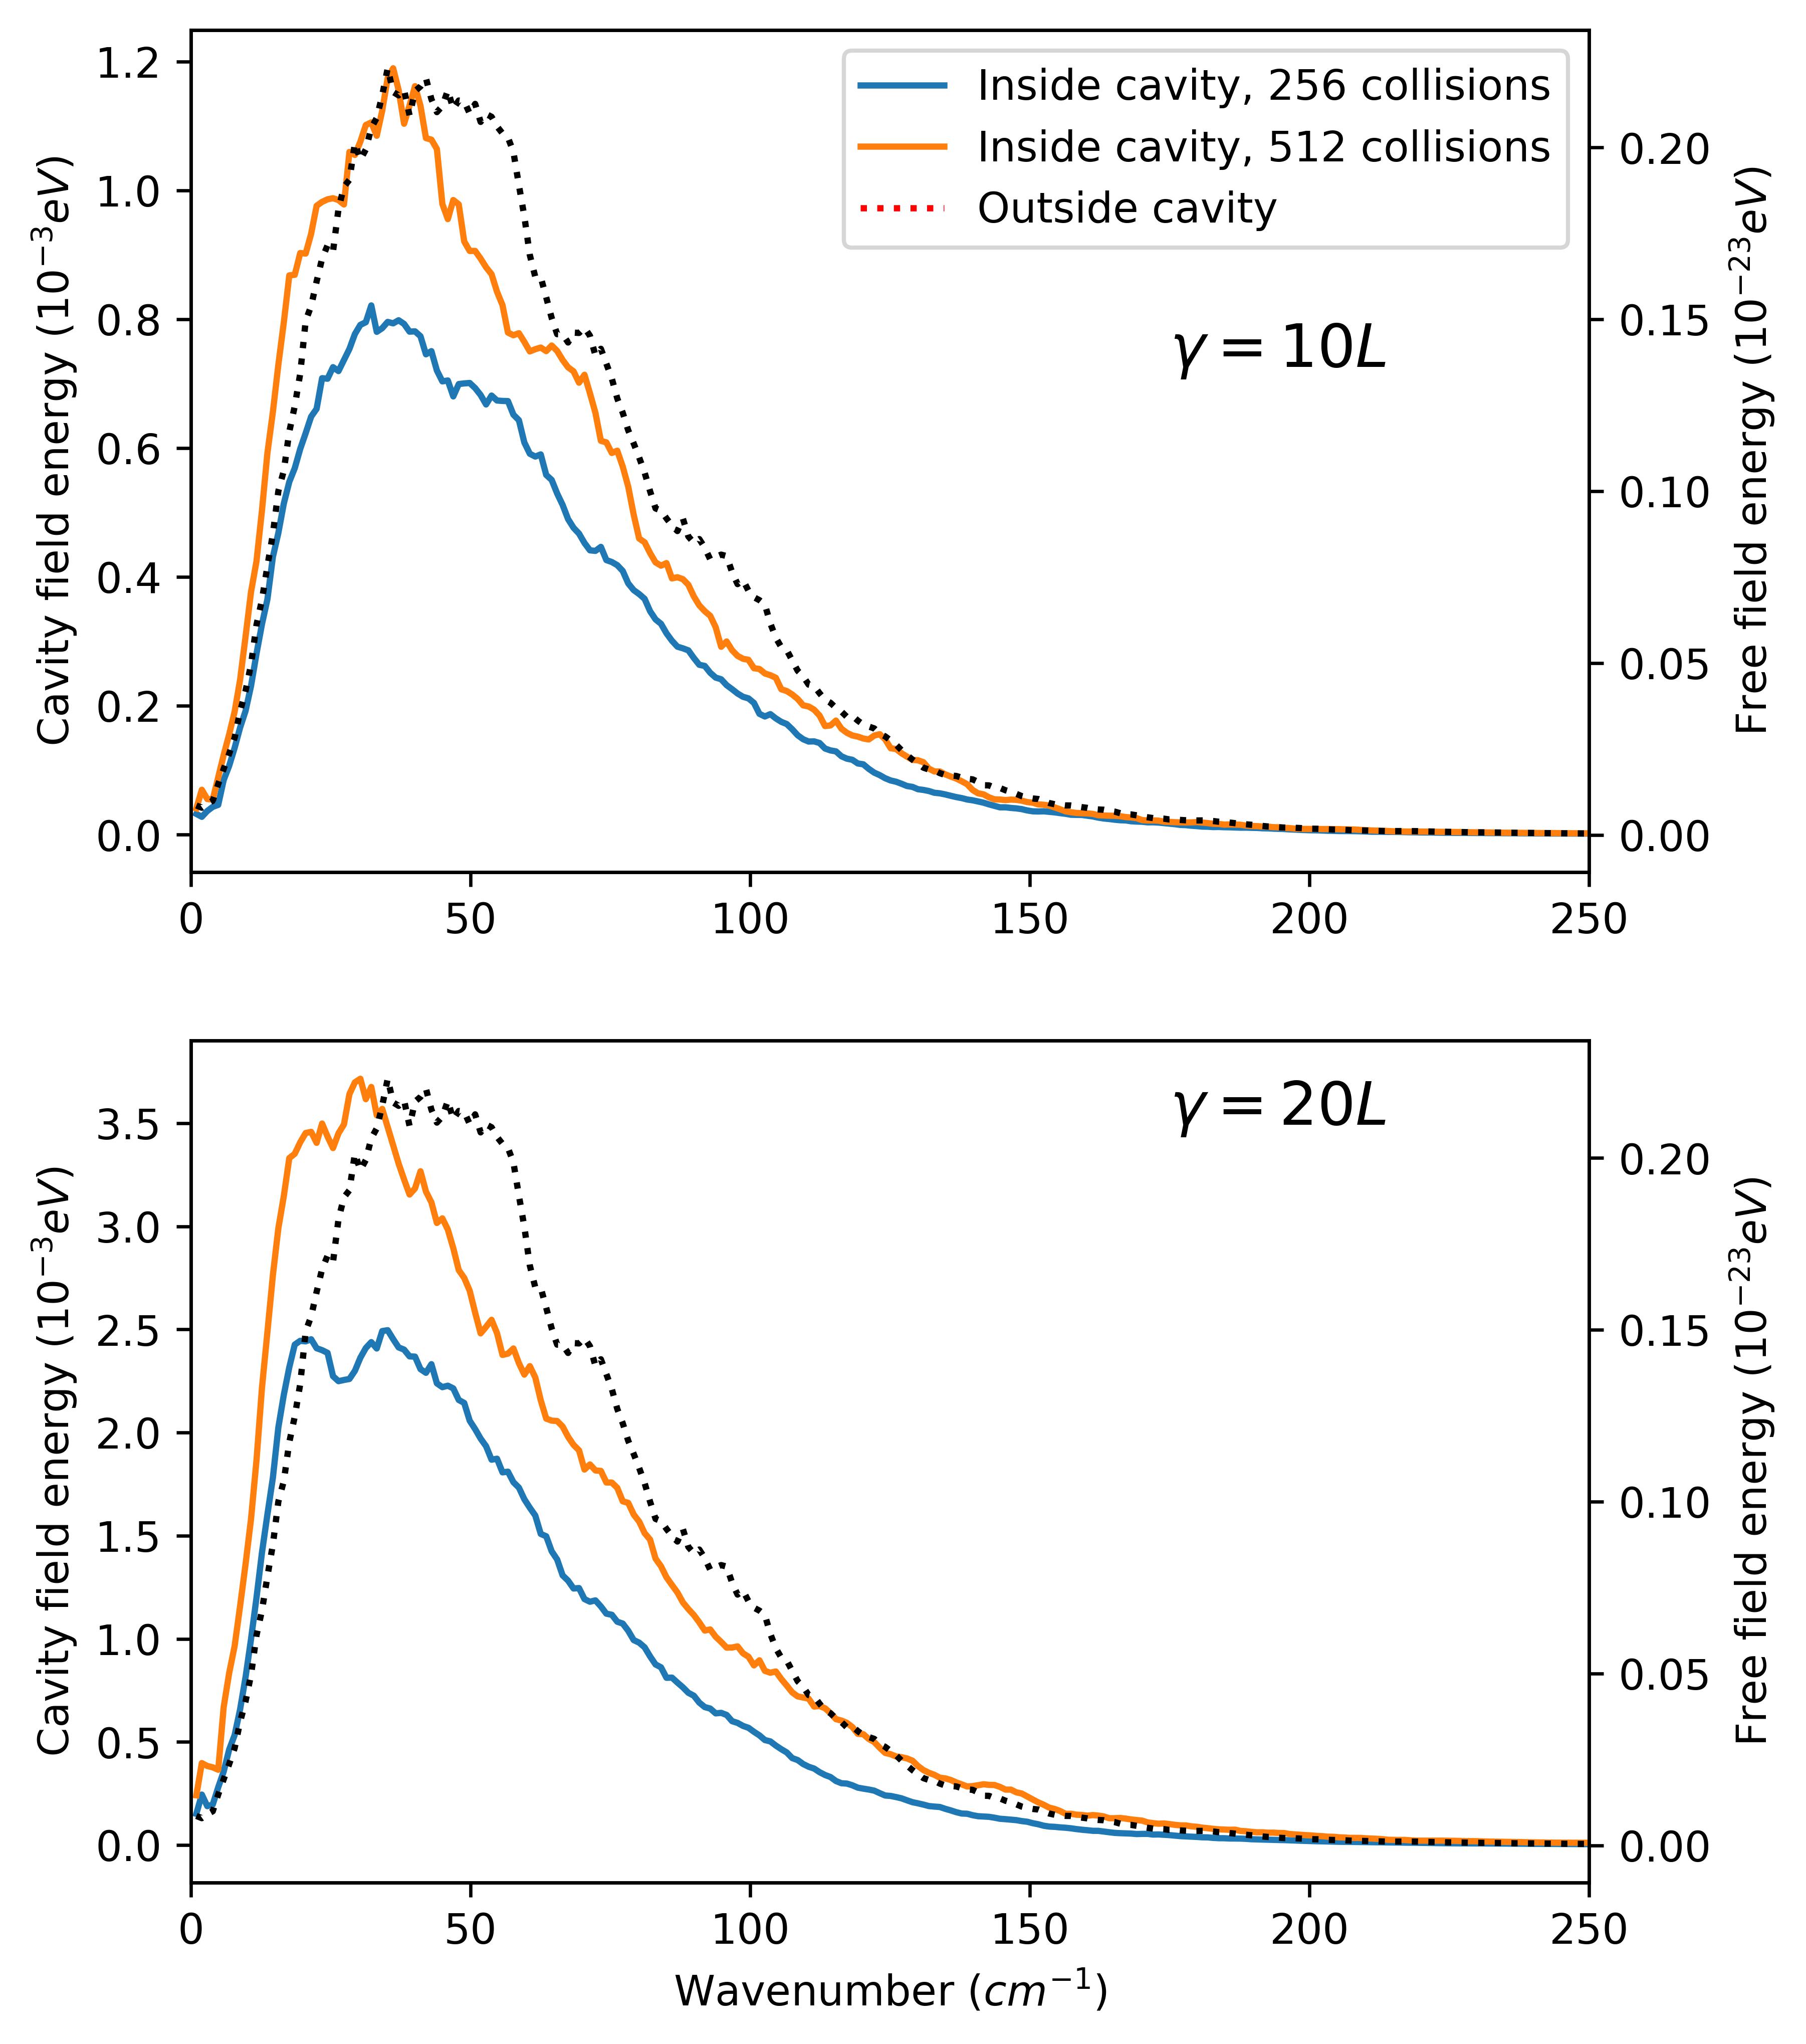 1.2
1.0
0.8
0.6
0.4
0.2
0.0
Cavity field energy (10⁻³eV)
Inside cavity, 256 collisions
Inside cavity, 512 collisions
Outside cavity
γ = 10L
0.20
0.15
0.10
0.05
0.00
Free field energy (10⁻²³eV)
0 50 100 150 200 250
3.5
3.0
2.5
2.0
1.5
1.0
0.5
0.0
Cavity field energy (10⁻³eV)
γ = 20L
0.20
0.15
0.10
0.05
0.00
Free field energy (10⁻²³eV)
0 50 100 150 200 250
Wavenumber (cm⁻¹)